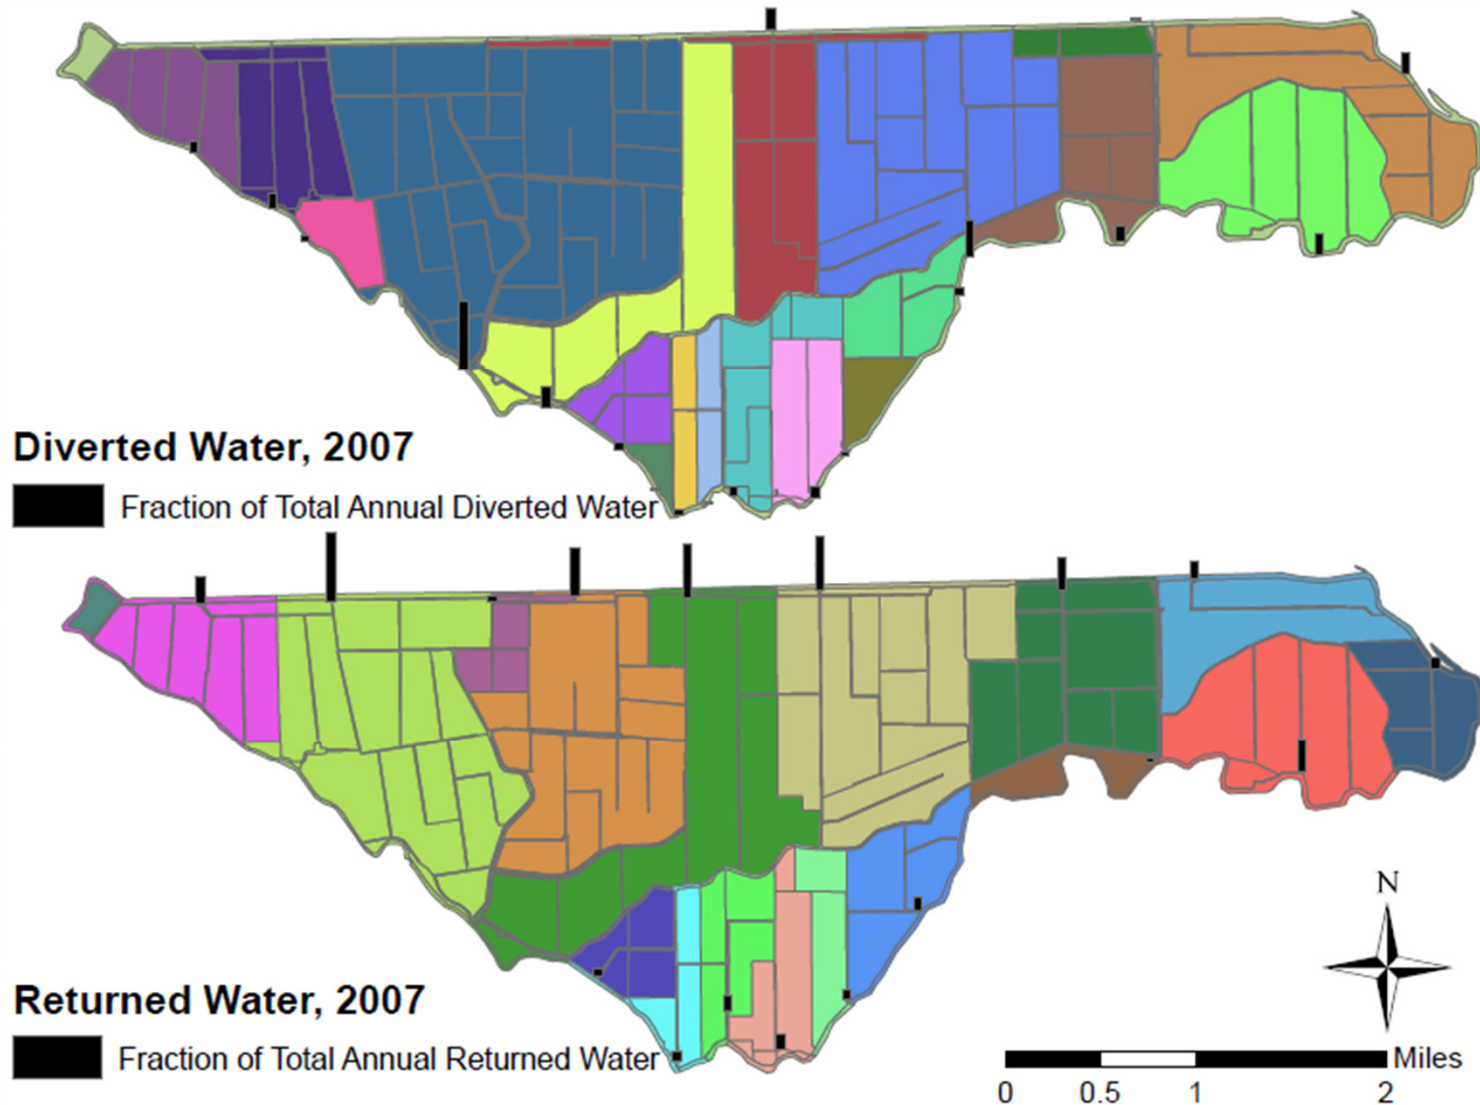 Diverted Water, 2007
Fraction of Total Annual Diverted Water
Returned Water, 2007
Fraction of Total Annual Returned Water
N
Miles
0 0.5 1 2